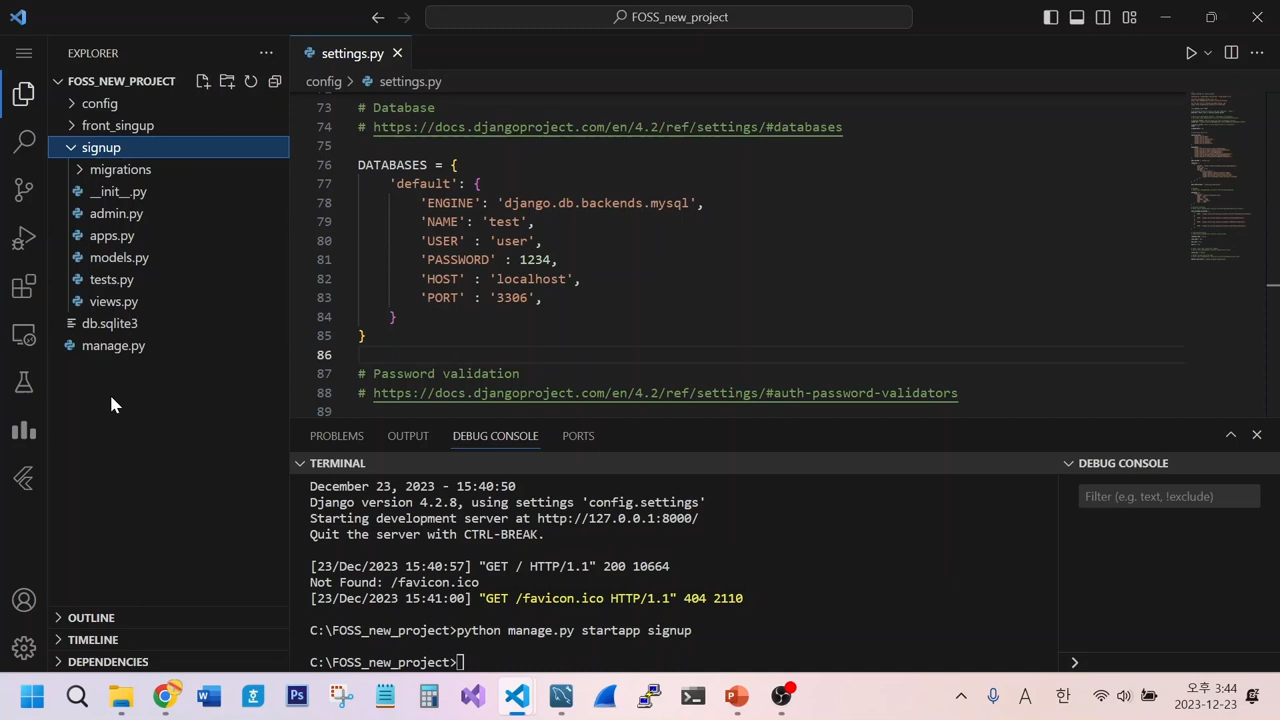 FOSS_new_project
EXPLORER
FOSS_NEW_PROJECT
config
front_singup
signup
migrations
__init__.py
admin.py
apps.py
models.py
tests.py
views.py
db.sqlite3
manage.py
OUTLINE
TIMELINE
DEPENDENCIES
settings.py
config > settings.py
73 # Database
74 # https://docs.djangoproject.com/en/4.2/ref/settings/#databases
75
76 DATABASES = {
77 'default': {
78 'ENGINE': 'django.db.backends.mysql',
79 'NAME': 'test',
80 'USER' : 'user',
81 'PASSWORD' : 1234,
82 'HOST' : 'localhost',
83 'PORT' : '3306',
84 }
85 }
86
87 # Password validation
88 # https://docs.djangoproject.com/en/4.2/ref/settings/#auth-password-validators
89
PROBLEMS OUTPUT DEBUG CONSOLE PORTS
TERMINAL
December 23, 2023 - 15:40:50
Django version 4.2.8, using settings 'config.settings'
Starting development server at http://127.0.0.1:8000/
Quit the server with CTRL-BREAK.
[23/Dec/2023 15:40:57] "GET / HTTP/1.1" 200 10664
Not Found: /favicon.ico
[23/Dec/2023 15:41:00] "GET /favicon.ico HTTP/1.1" 404 2110
C:\FOSS_new_project>python manage.py startapp signup
C:\FOSS_new_project>
DEBUG CONSOLE
Filter (e.g. text, !exclude)
A 한
오후 3:44
2023-12-23